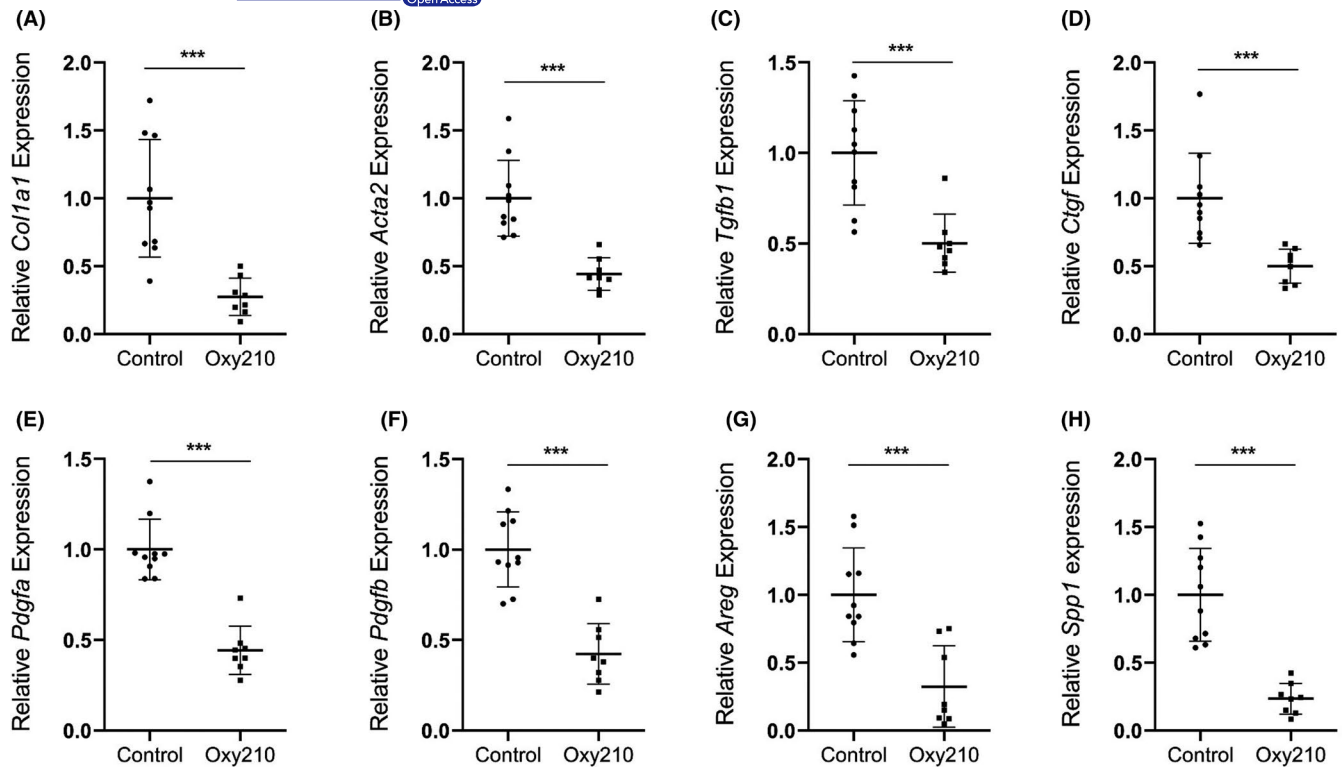 Open Access
(A)
(B)
(C)
(D)
***
***
***
***
Relative Col1a1 Expression
2.0
1.5
1.0
0.5
0.0
Control Oxy210
Relative Acta2 Expression
2.0
1.5
1.0
0.5
0.0
Control Oxy210
Relative Tgfb1 Expression
1.5
1.0
0.5
0.0
Control Oxy210
Relative Ctgf Expression
2.0
1.5
1.0
0.5
0.0
Control Oxy210
(E)
(F)
(G)
(H)
***
***
***
***
Relative Pdgfa Expression
1.5
1.0
0.5
0.0
Control Oxy210
Relative Pdgfb Expression
1.5
1.0
0.5
0.0
Control Oxy210
Relative Areg Expression
2.0
1.5
1.0
0.5
0.0
Control Oxy210
Relative Spp1 expression
2.0
1.5
1.0
0.5
0.0
Control Oxy210